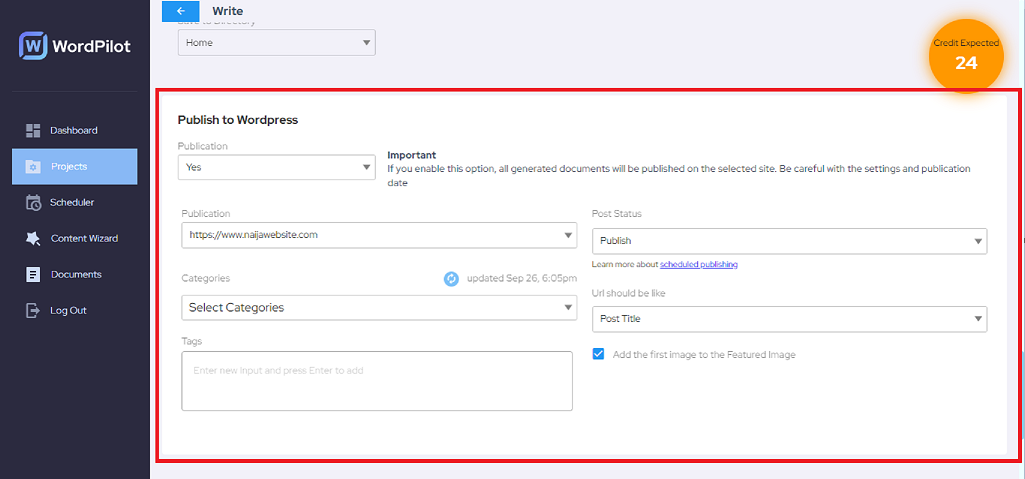 WordPilot
Dashboard
Projects
Scheduler
Content Wizard
Documents
Log Out
Write
Save to Directory
Home
Credit Expected
24
Publish to Wordpress
Publication
Yes
Important
If you enable this option, all generated documents will be published on the selected site. Be careful with the settings and publication
date
Publication
https://www.naijawebsite.com
Categories
updated Sep 26, 6:05pm
Select Categories
Tags
Enter new Input and press Enter to add
Post Status
Publish
Learn more about scheduled publishing
Url should be like
Post Title
Add the first image to the Featured Image